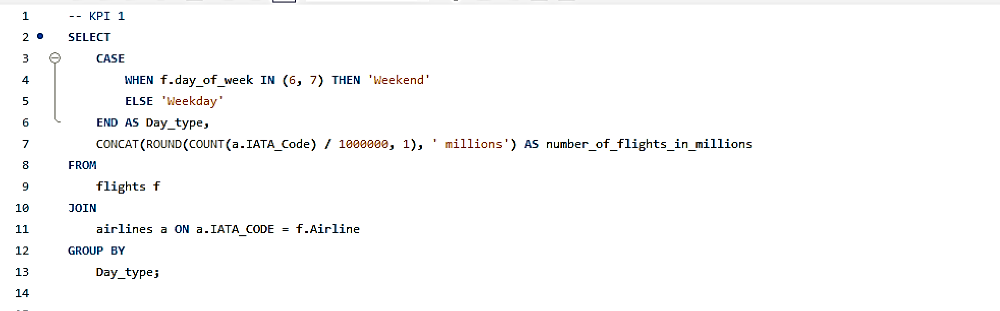 1 -- KPI 1
2 SELECT
3 CASE
4 WHEN f.day_of_week IN (6, 7) THEN 'Weekend'
5 ELSE 'Weekday'
6 END AS Day_type,
7 CONCAT(ROUND(COUNT(a.IATA_Code) / 1000000, 1), ' millions') AS number_of_flights_in_millions
8 FROM
9 flights f
10 JOIN
11 airlines a ON a.IATA_CODE = f.Airline
12 GROUP BY
13 Day_type;
14